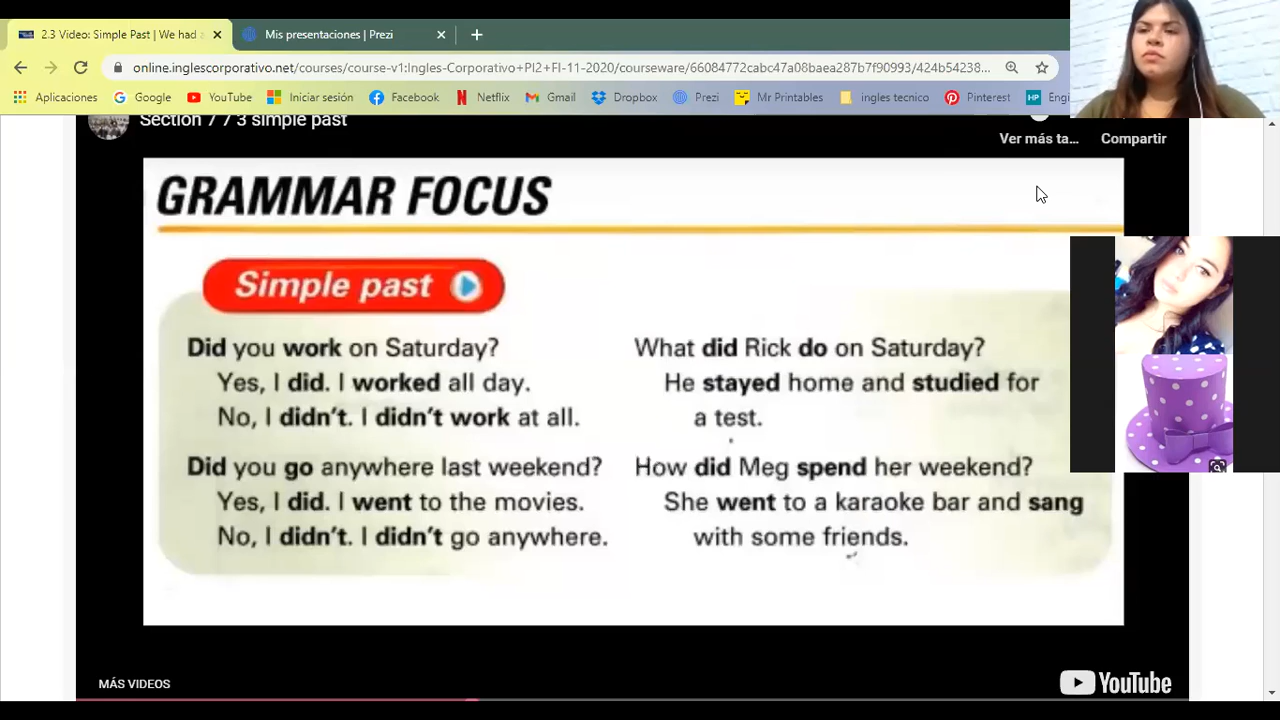 2.3 Video: Simple Past | We had a
Mis presentaciones | Prezi
online.inglescorporativo.net/courses/course-v1:Ingles-Corporativo+PI2+FI-11-2020/courseware/66084772cabc47a08baea287b7f90993/424b54238...
Aplicaciones
Google
YouTube
Iniciar sesión
Facebook
Netflix
Gmail
Dropbox
Prezi
Mr Printables
ingles tecnico
Pinterest
HP
Eng
Section 7 7 3 simple past
Ver más ta...
Compartir
GRAMMAR FOCUS
Simple past
Did you work on Saturday?
Yes, I did. I worked all day.
No, I didn't. I didn't work at all.
Did you go anywhere last weekend?
Yes, I did. I went to the movies.
No, I didn't. I didn't go anywhere.
What did Rick do on Saturday?
He stayed home and studied for
a test.
How did Meg spend her weekend?
She went to a karaoke bar and sang
with some friends.
MÁS VIDEOS
YouTube